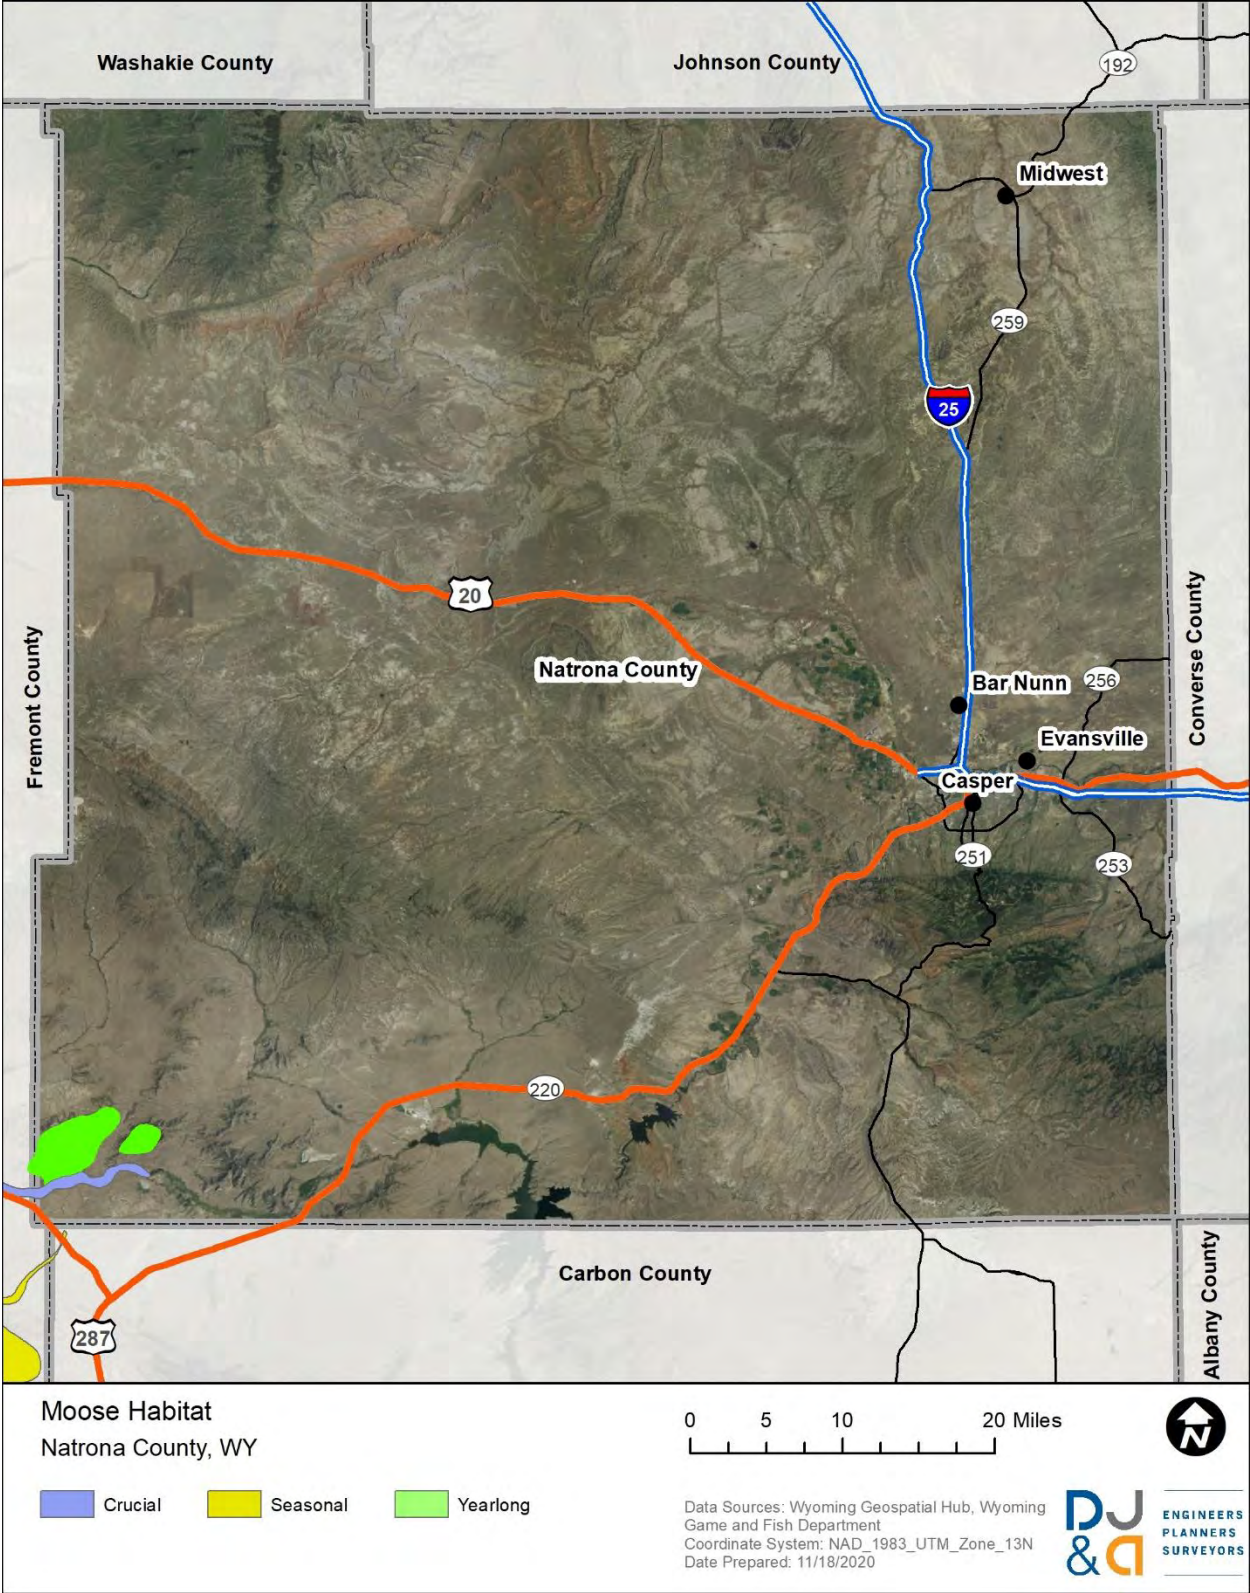 Washakie County
Johnson County
192
Midwest
259
25
20
Natrona County
Fremont County
Converse County
Bar Nunn
256
Evansville
Casper
251
253
220
Carbon County
Albany County
287
Moose Habitat
Natrona County, WY
Crucial
Seasonal
Yearlong
0 5 10 20 Miles
N
Data Sources: Wyoming Geospatial Hub, Wyoming
Game and Fish Department
Coordinate System: NAD_1983_UTM_Zone_13N
Date Prepared: 11/18/2020
DJ
&a
ENGINEERS
PLANNERS
SURVEYORS